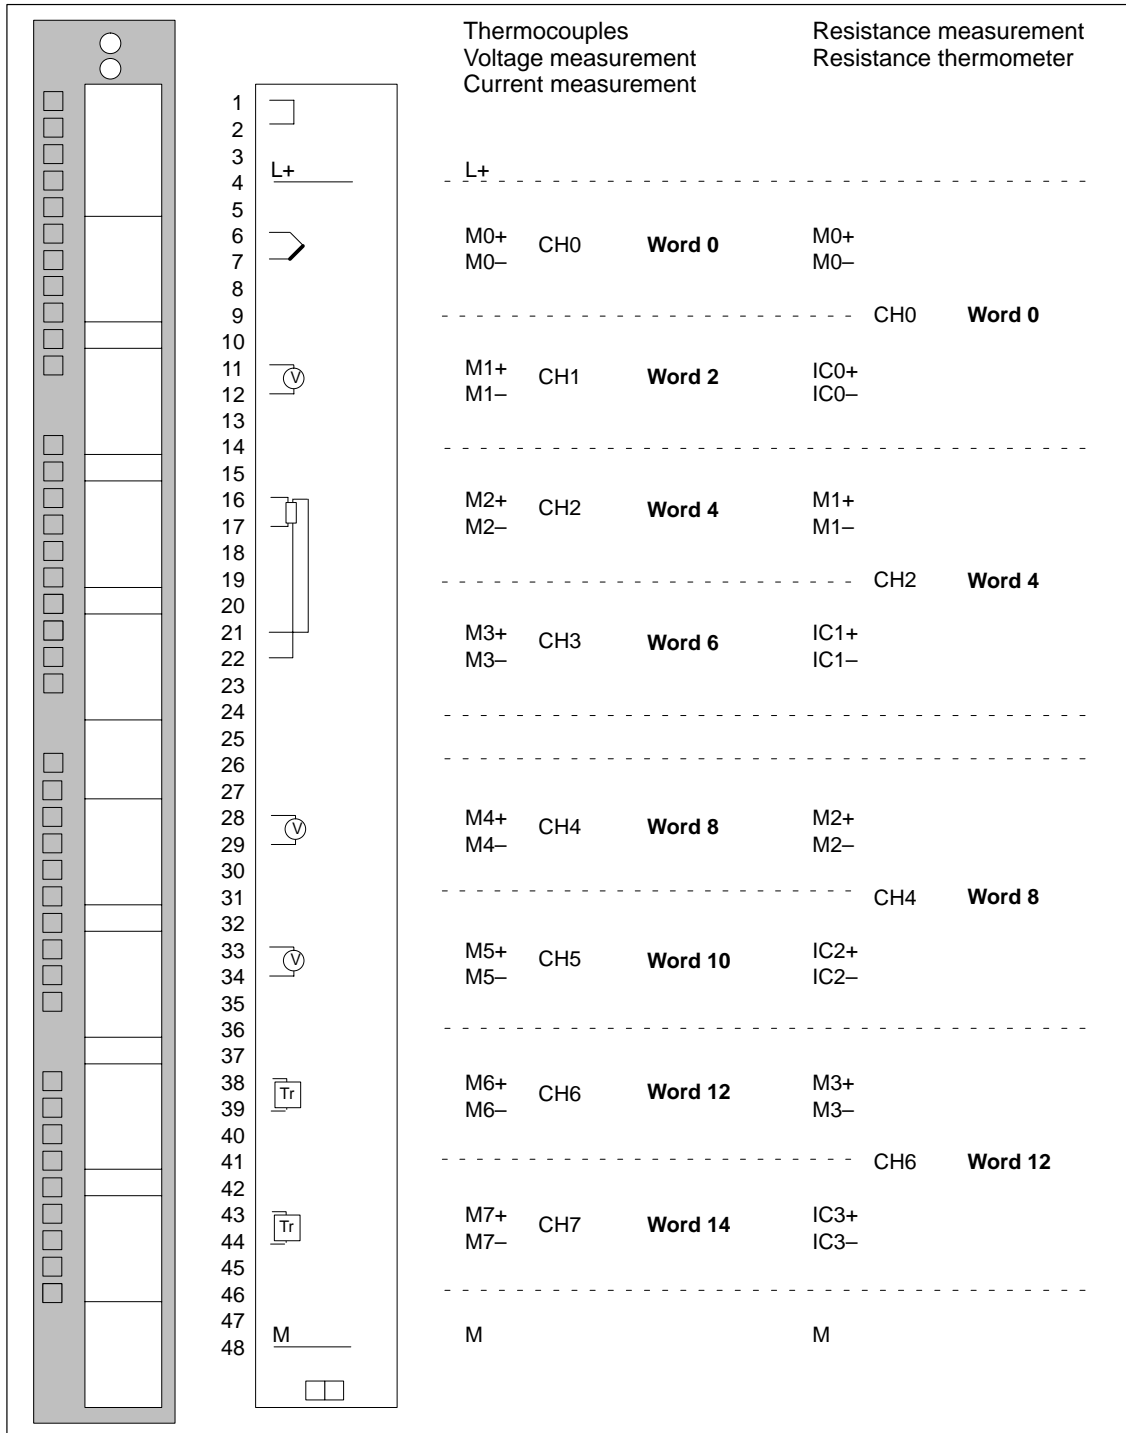 Thermocouples Resistance measurement
Voltage measurement Resistance thermometer
Current measurement
1
2
3
L+ L+
4
5
6 M0+ CH0 Word 0 M0+
7 M0– M0–
8
9 CH0 Word 0
10
11 V M1+ CH1 Word 2 IC0+
12 M1– IC0–
13
14
15
16 M2+ CH2 Word 4 M1+
17 M2– M1–
18
19 CH2 Word 4
20
21 M3+ CH3 Word 6 IC1+
22 M3– IC1–
23
24
25
26
27
28 V M4+ CH4 Word 8 M2+
29 M4– M2–
30
31 CH4 Word 8
32
33 V M5+ CH5 Word 10 IC2+
34 M5– IC2–
35
36
37
38 Tr M6+ CH6 Word 12 M3+
39 M6– M3–
40
41 CH6 Word 12
42
43 Tr M7+ CH7 Word 14 IC3+
44 M7– IC3–
45
46
47
48 M M M